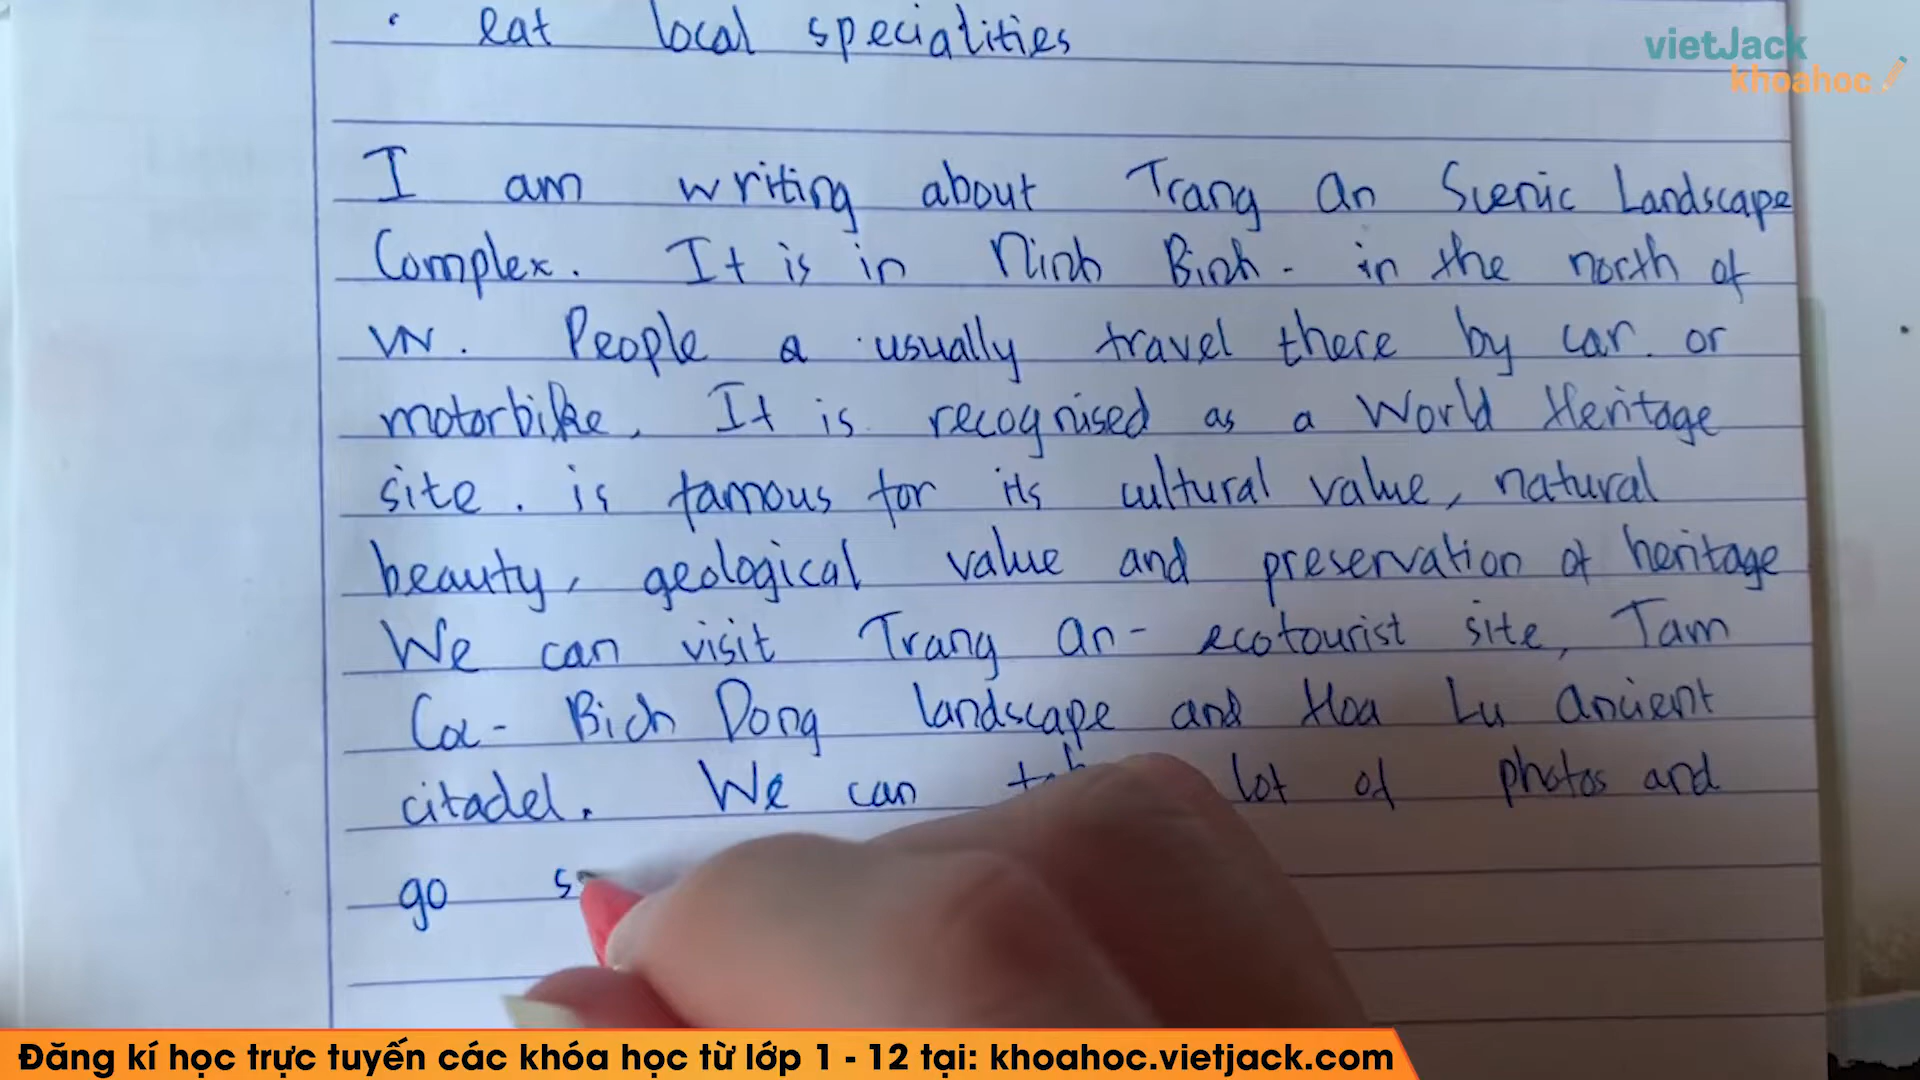 • eat local specialities
vietJack
khoahoc
I am writing about Trang An Scenic Landscape
Complex. It is in Ninh Binh - in the north of
VN. People a usually travel there by car or
motorbike. It is recognised as a World Heritage
site. is famous for its cultural value, natural
beauty, geological value and preservation of heritage
We can visit Trang An - ecotourist site, Tam
Coc - Bich Dong landscape and Hoa Lu ancient
citadel. We can lot of photos and
go
Đăng kí học trực tuyến các khóa học từ lớp 1 - 12 tại: khoahoc.vietjack.com